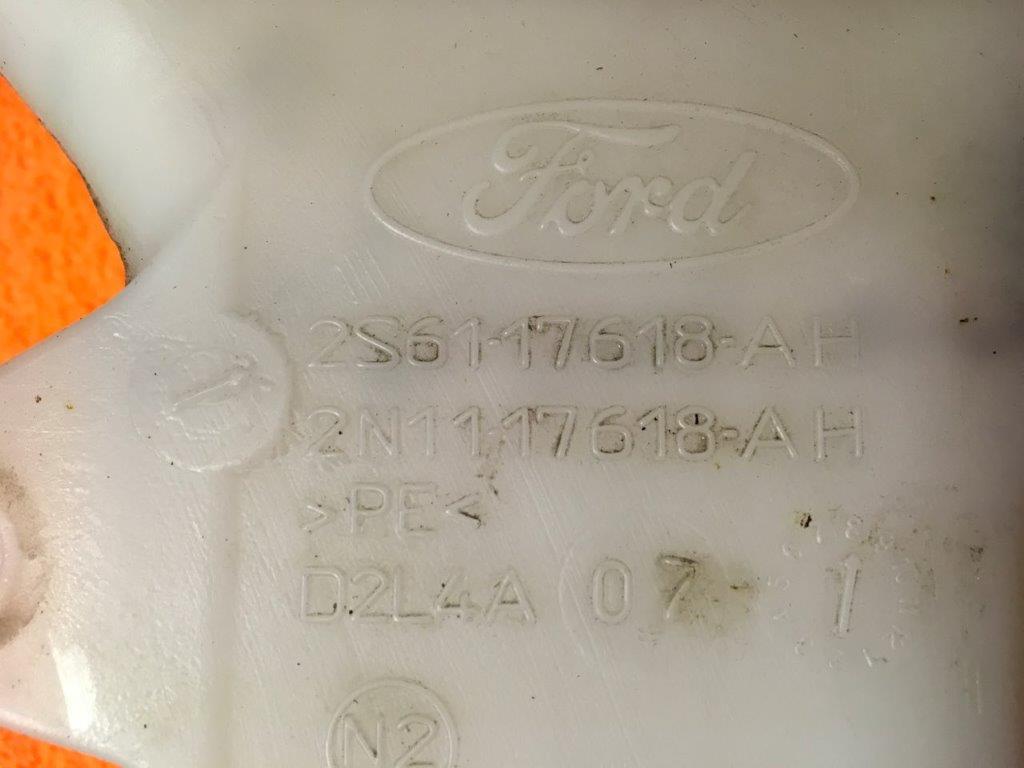 Ford
2S61-17618-AH
2N11-17618-AH
>PE<
D2L4A 07
N2